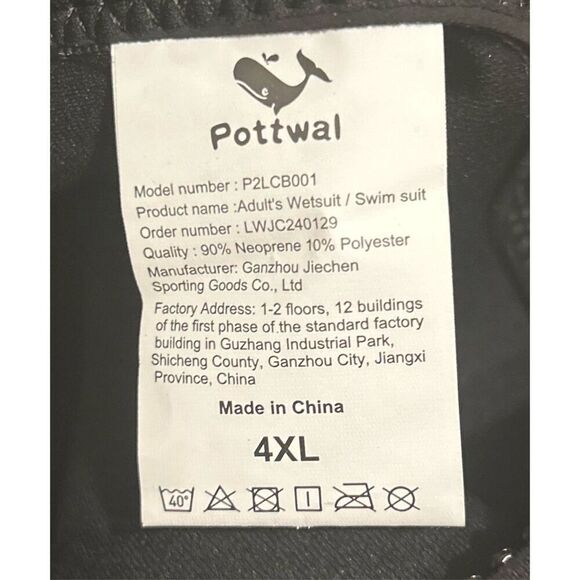 Pottwal
Model number : P2LCB001
Product name :Adult's Wetsuit / Swim suit
Order number : LWJC240129
Quality : 90% Neoprene 10% Polyester
Manufacturer: Ganzhou Jiechen
Sporting Goods Co., Ltd
Factory Address: 1-2 floors, 12 buildings
of the first phase of.the standard factory
building in Guzhang Industrial Park,
Shicheng County, Ganzhou City, Jiangxi
Province, China
Made in China
4XL
40°